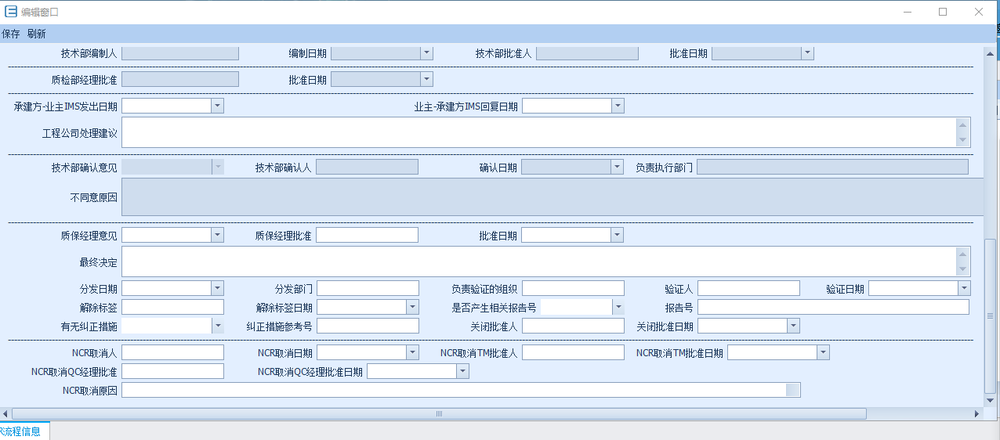 编辑窗口
保存 刷新
技术部编制人 编制日期 技术部批准人 批准日期
质检部经理批准 批准日期
承建方-业主IMS发出日期 业主-承建方IMS回复日期
工程公司处理建议
技术部确认意见 技术部确认人 确认日期 负责执行部门
不同意原因
质保经理意见 质保经理批准 批准日期
最终决定
分发日期 分发部门 负责验证的组织 验证人 验证日期
解除标签 解除标签日期 是否产生相关报告号 报告号
有无纠正措施 纠正措施参考号 关闭批准人 关闭批准日期
NCR取消人 NCR取消日期 NCR取消TM批准人 NCR取消TM批准日期
NCR取消QC经理批准 NCR取消QC经理批准日期
NCR取消原因
R流程信息